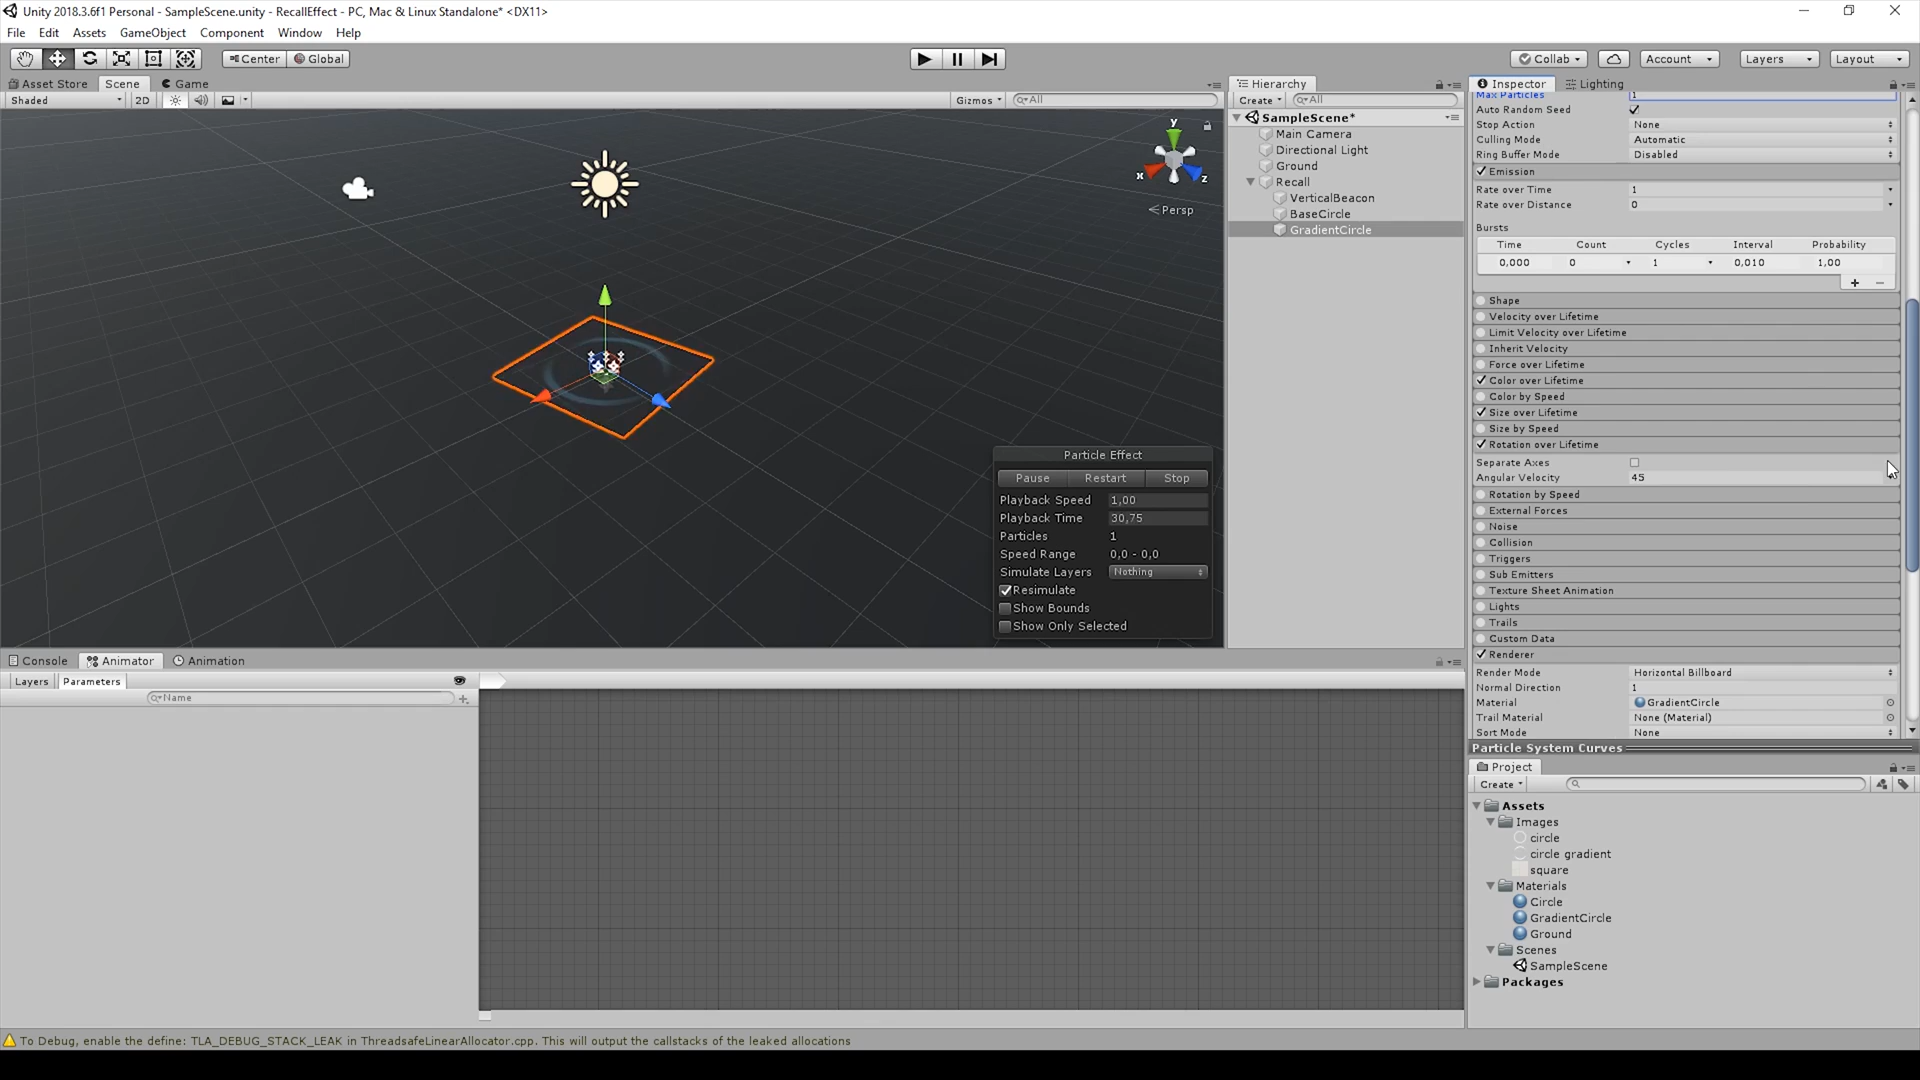 Unity 2018.3.6f1 Personal - SampleScene.unity - RecallEffect - PC, Mac & Linux Standalone* <DX11>
File Edit Assets GameObject Component Window Help
Center Global
Collab Account Layers Layout
Asset Store Scene Game
Shaded 2D Gizmos All
y
x z
Persp
Particle Effect
Pause Restart Stop
Playback Speed 1,00
Playback Time 30,75
Particles 1
Speed Range 0,0 - 0,0
Simulate Layers Nothing
Resimulate
Show Bounds
Show Only Selected
Hierarchy
Create All
SampleScene*
Main Camera
Directional Light
Ground
Recall
VerticalBeacon
BaseCircle
GradientCircle
Inspector Lighting
Max Particles 1
Auto Random Seed
Stop Action None
Culling Mode Automatic
Ring Buffer Mode Disabled
Emission
Rate over Time 1
Rate over Distance 0
Bursts
Time Count Cycles Interval Probability
0,000 0 1 0,010 1,00
Shape
Velocity over Lifetime
Limit Velocity over Lifetime
Inherit Velocity
Force over Lifetime
Color over Lifetime
Color by Speed
Size over Lifetime
Size by Speed
Rotation over Lifetime
Separate Axes
Angular Velocity 45
Rotation by Speed
External Forces
Noise
Collision
Triggers
Sub Emitters
Texture Sheet Animation
Lights
Trails
Custom Data
Renderer
Render Mode Horizontal Billboard
Normal Direction 1
Material GradientCircle
Trail Material None (Material)
Sort Mode None
Particle System Curves
Project
Create
Assets
Images
circle
circle gradient
square
Materials
Circle
GradientCircle
Ground
Scenes
SampleScene
Packages
Console Animator Animation
Layers Parameters
Name
To Debug, enable the define: TLA_DEBUG_STACK_LEAK in ThreadsafeLinearAllocator.cpp. This will output the callstacks of the leaked allocations